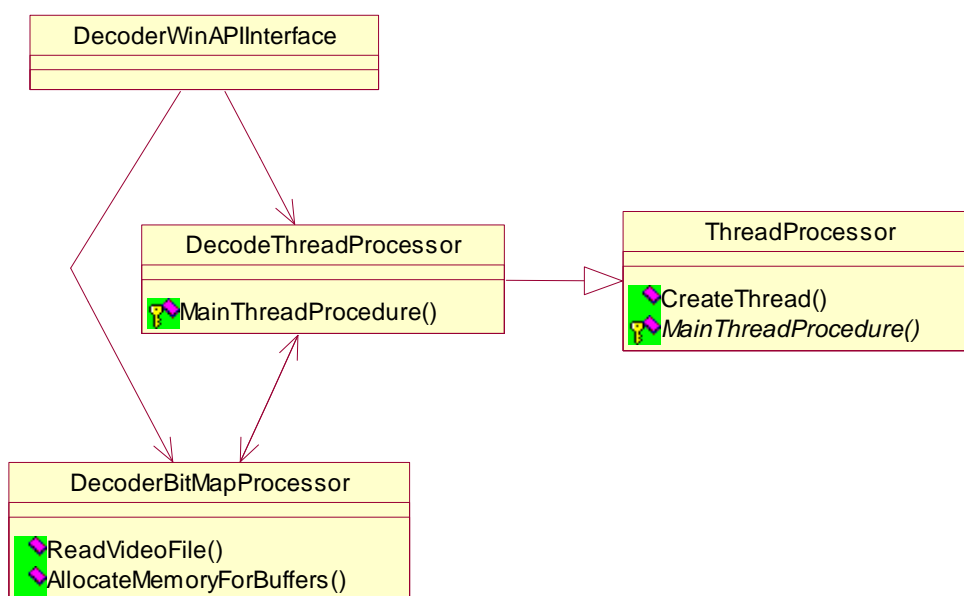 DecoderWinAPIInterface
DecodeThreadProcessor
MainThreadProcedure()
ThreadProcessor
CreateThread()
MainThreadProcedure()
DecoderBitMapProcessor
ReadVideoFile()
AllocateMemoryForBuffers()